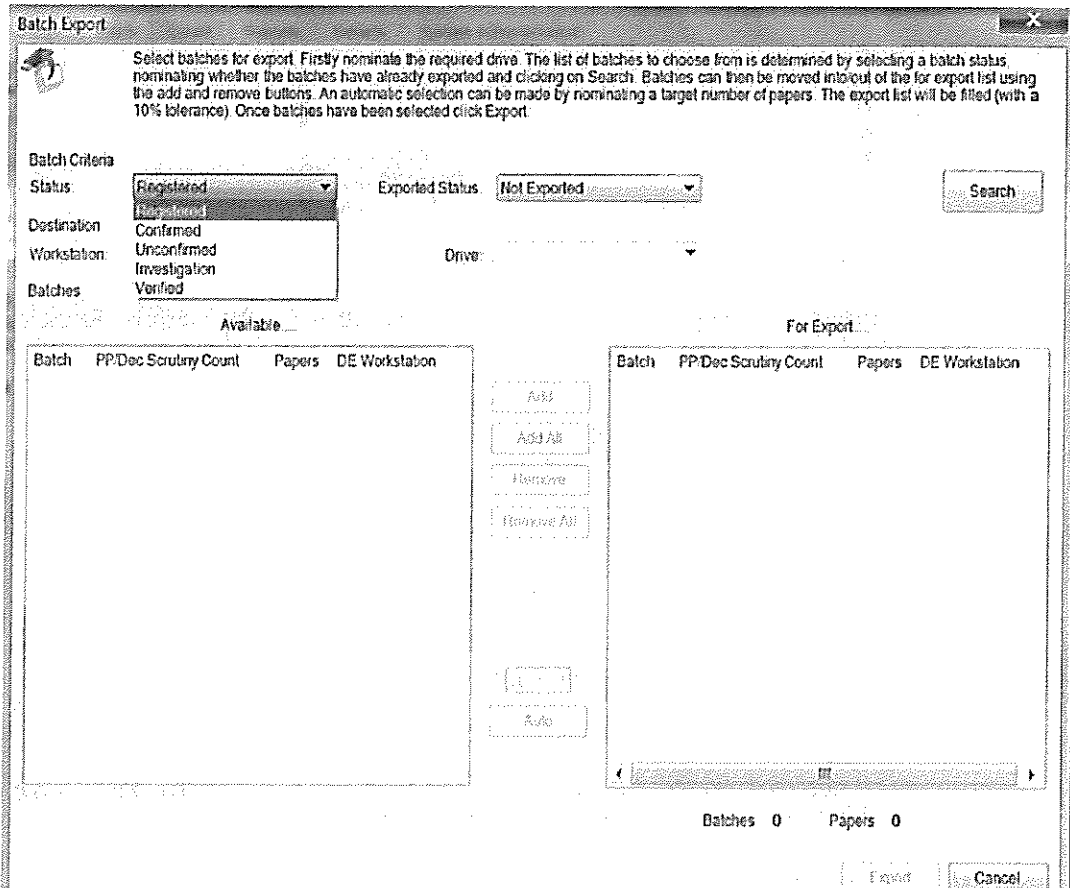 Batch Export
Select batches for export. Firstly nominate the required drive. The list of batches to choose from is determined by selecting a batch status,
nominating whether the batches have already exported and clicking on Search. Batches can then be moved into/out of the for export list using
the add and remove buttons. An automatic selection can be made by nominating a target number of papers. The export list will be filled (with a
10% tolerance). Once batches have been selected click Export.
Batch Criteria
Status: Registered Exported Status: Not Exported Search
Registered
Destination Confirmed
Workstation: Unconfirmed Drive:
Investigation
Batches Verified
Available.... For Export....
Batch PP/Dec Scrutiny Count Papers DE Workstation Batch PP/Dec Scrutiny Count Papers DE Workstation
Add
Add All
Remove
Remove All
Auto
Batches 0 Papers 0
Export Cancel